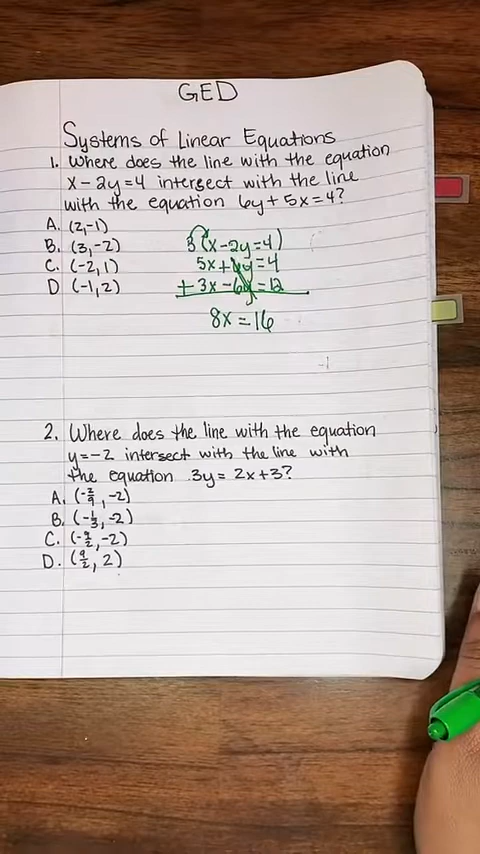 GED
Systems of Linear Equations
1. Where does the line with the equation
x - 2y = 4 intersect with the line
with the equation 6y + 5x = 4?
A. (2, -1)
B. (3, -2)
C. (-2, 1)
D (-1, 2)
3(x - 2y = 4)
5x + 6y = 4
+ 3x - 6y = 12
8x = 16
2. Where does the line with the equation
y = -2 intersect with the line with
the equation 3y = 2x + 3?
A. (-2/9, -2)
B. (-1/3, -2)
C. (-9/2, -2)
D. (9/2, 2)